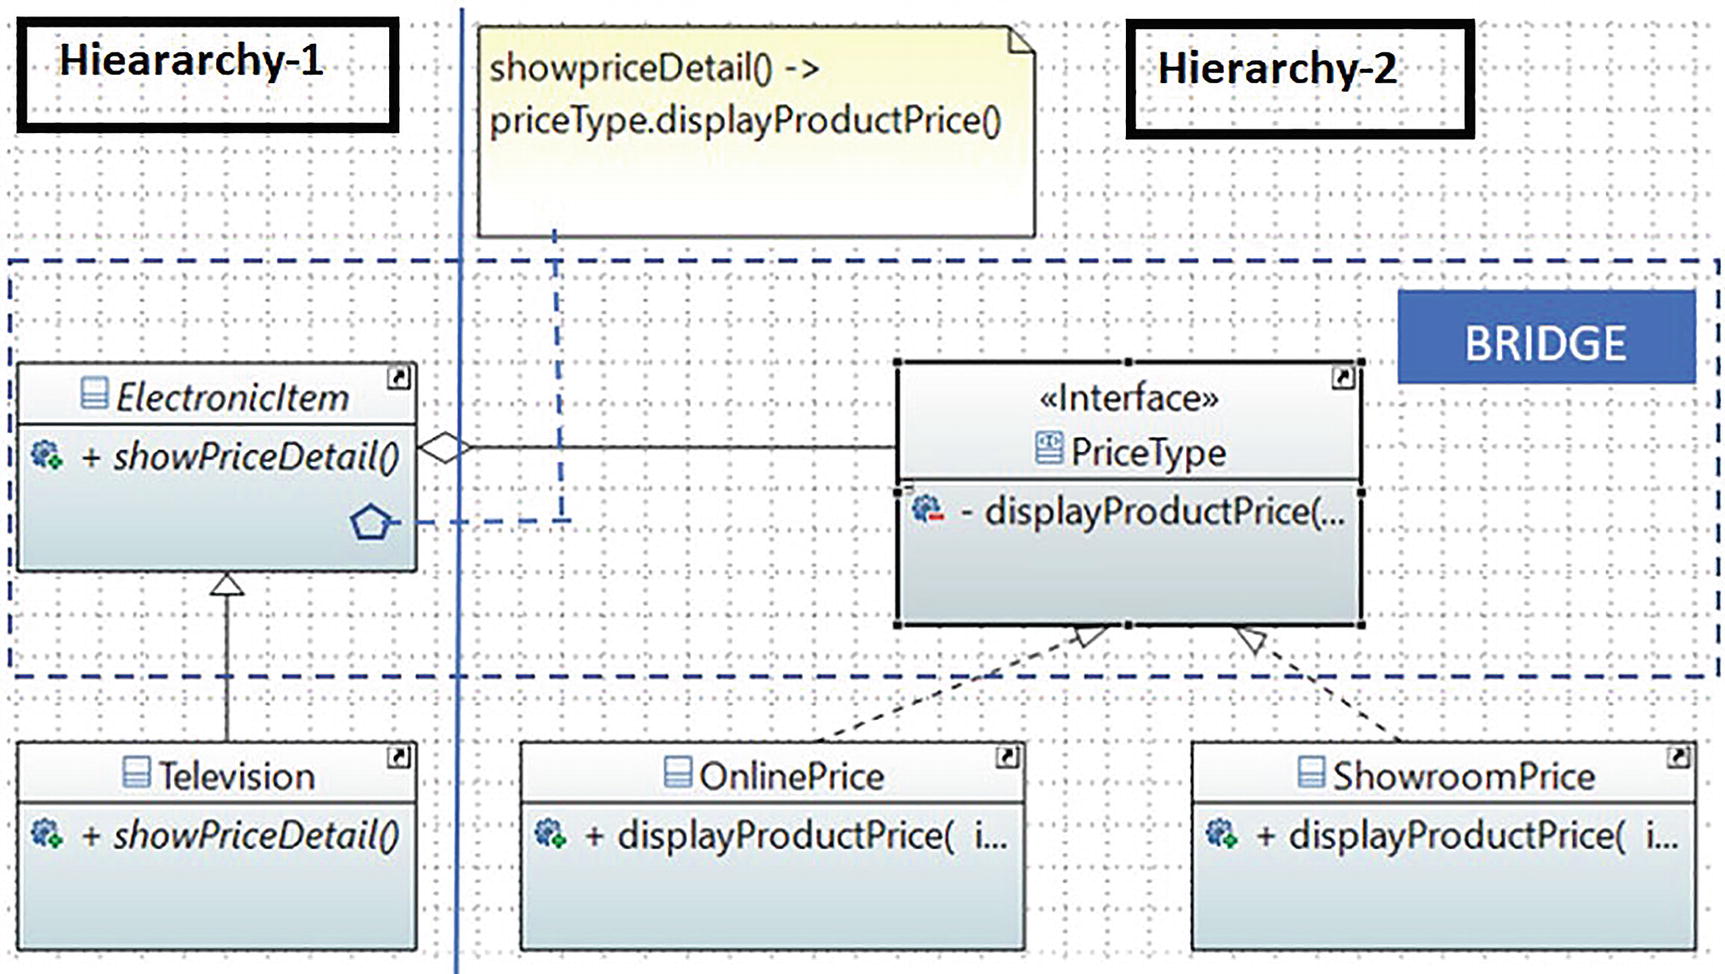 Hieararchy-1
showpriceDetail() ->
priceType.displayProductPrice()
Hierarchy-2
BRIDGE
ElectronicItem
+ showPriceDetail()
«Interface»
PriceType
- displayProductPrice(...
Television
+ showPriceDetail()
OnlinePrice
+ displayProductPrice( i...
ShowroomPrice
+ displayProductPrice( i...